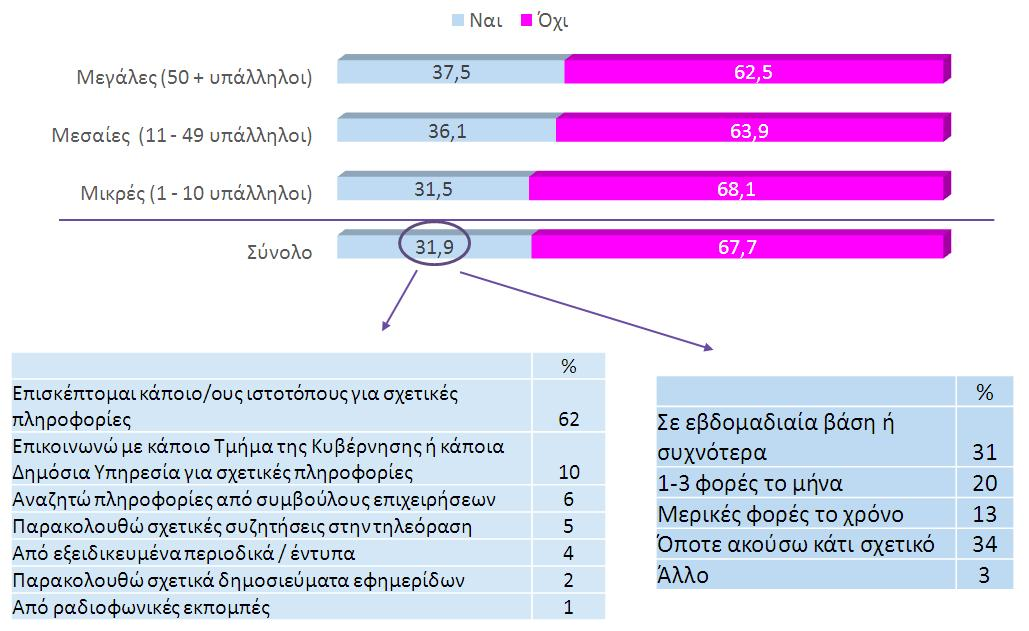 Ναι Όχι
Μεγάλες (50 + υπάλληλοι) 37,5 62,5
Μεσαίες (11 - 49 υπάλληλοι) 36,1 63,9
Μικρές (1 - 10 υπάλληλοι) 31,5 68,1
Σύνολο 31,9 67,7
%
Επισκέπτομαι κάποιο/ους ιστοτόπους για σχετικές
πληροφορίες 62
Επικοινωνώ με κάποιο Τμήμα της Κυβέρνησης ή κάποια
Δημόσια Υπηρεσία για σχετικές πληροφορίες 10
Αναζητώ πληροφορίες από συμβούλους επιχειρήσεων 6
Παρακολουθώ σχετικές συζητήσεις στην τηλεόραση 5
Από εξειδικευμένα περιοδικά / έντυπα 4
Παρακολουθώ σχετικά δημοσιεύματα εφημερίδων 2
Από ραδιοφωνικές εκπομπές 1
%
Σε εβδομαδιαία βάση ή
συχνότερα 31
1-3 φορές το μήνα 20
Μερικές φορές το χρόνο 13
Όποτε ακούσω κάτι σχετικό 34
Άλλο 3